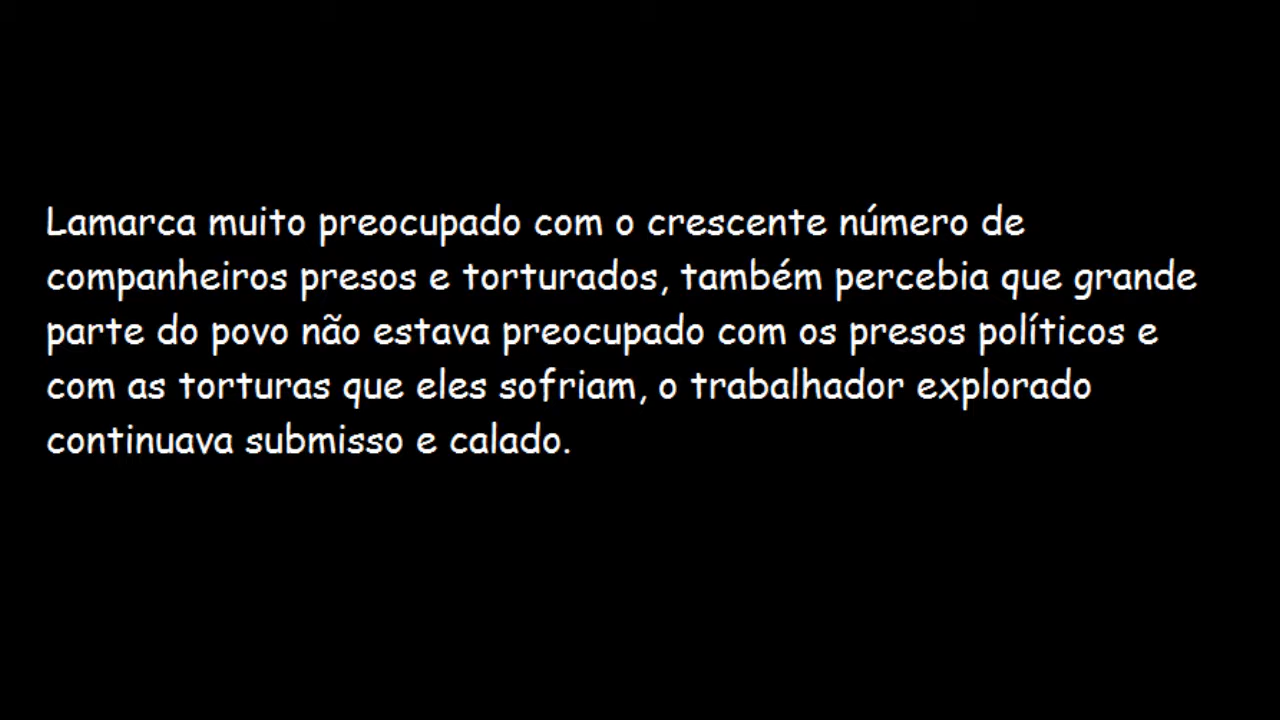 Lamarca muito preocupado com o crescente número de
companheiros presos e torturados, também percebia que grande
parte do povo não estava preocupado com os presos políticos e
com as torturas que eles sofriam, o trabalhador explorado
continuava submisso e calado.